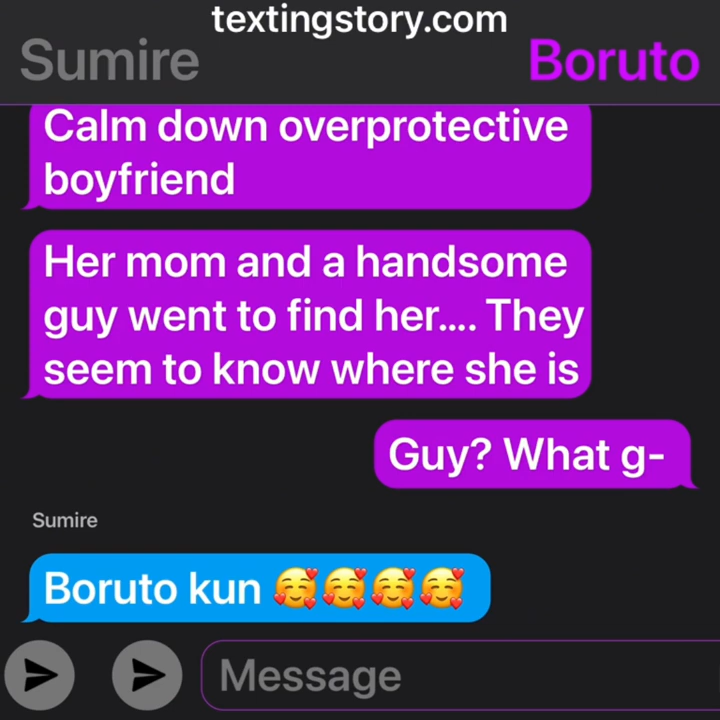 textingstory.com
Sumire Boruto
Calm down overprotective
boyfriend
Her mom and a handsome
guy went to find her.... They
seem to know where she is
Guy? What g-
Sumire
Boruto kun 🥰🥰🥰🥰
Message